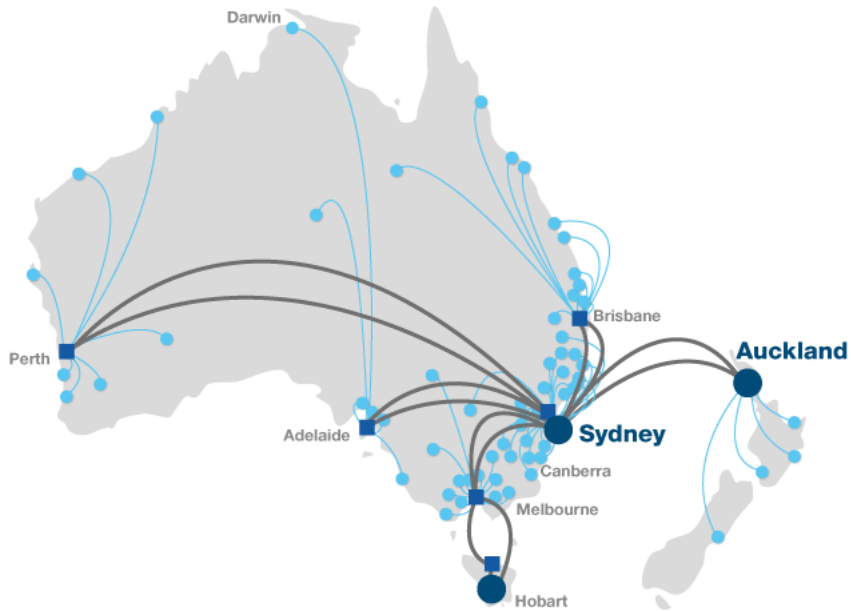 Darwin
Brisbane
Perth
Auckland
Adelaide
Sydney
Canberra
Melbourne
Hobart